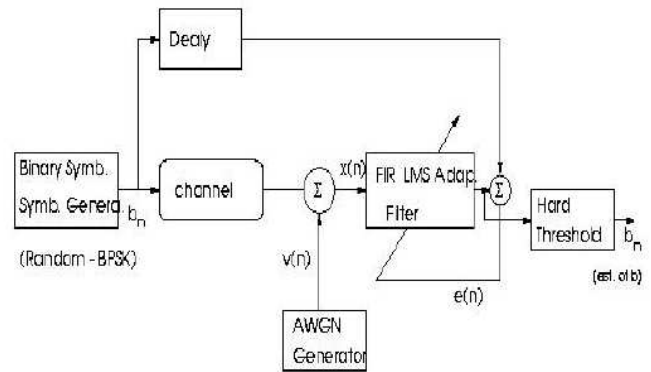 Dealy
Binary Symb.
Symb. Genera.
b_n
(Random - BPSK)
channel
Σ
x(n)
v(n)
AWGN
Generator
FIR LMS Adap.
Filter
Σ
e(n)
Hard
Threshold
b_n
(est. of b)